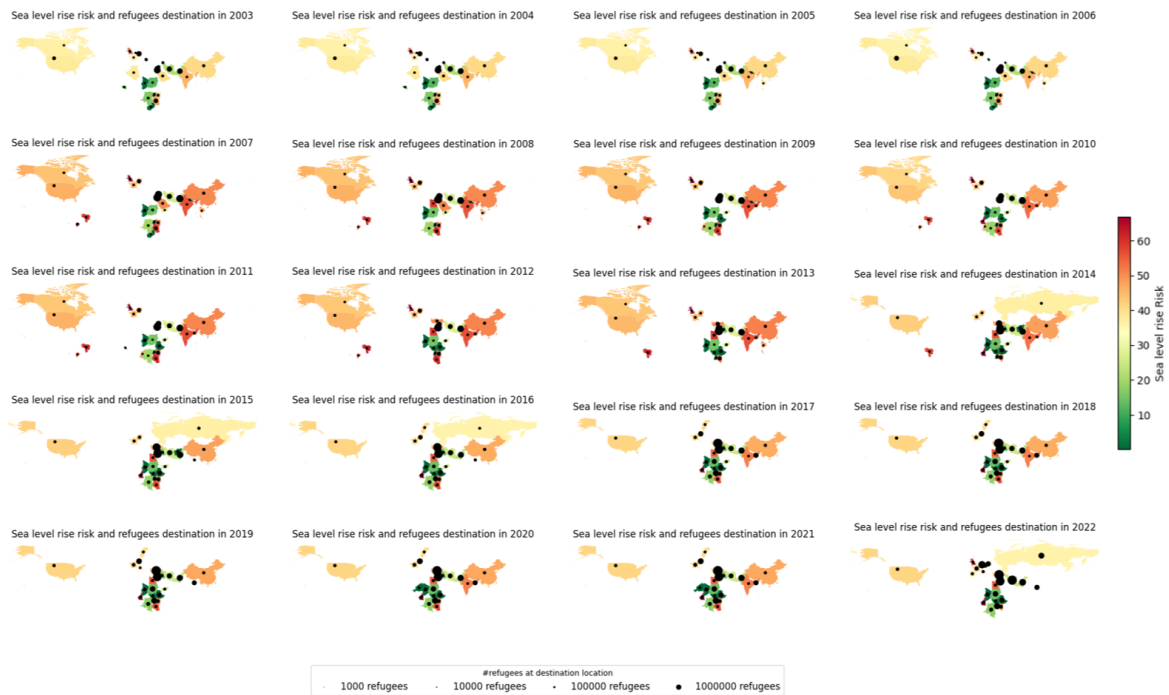 Sea level rise risk and refugees destination in 2003
Sea level rise risk and refugees destination in 2004
Sea level rise risk and refugees destination in 2005
Sea level rise risk and refugees destination in 2006
Sea level rise risk and refugees destination in 2007
Sea level rise risk and refugees destination in 2008
Sea level rise risk and refugees destination in 2009
Sea level rise risk and refugees destination in 2010
Sea level rise risk and refugees destination in 2011
Sea level rise risk and refugees destination in 2012
Sea level rise risk and refugees destination in 2013
Sea level rise risk and refugees destination in 2014
Sea level rise risk and refugees destination in 2015
Sea level rise risk and refugees destination in 2016
Sea level rise risk and refugees destination in 2017
Sea level rise risk and refugees destination in 2018
Sea level rise risk and refugees destination in 2019
Sea level rise risk and refugees destination in 2020
Sea level rise risk and refugees destination in 2021
Sea level rise risk and refugees destination in 2022
60
50
40
30
20
10
Sea level rise Risk
#refugees at destination location
1000 refugees
10000 refugees
100000 refugees
1000000 refugees